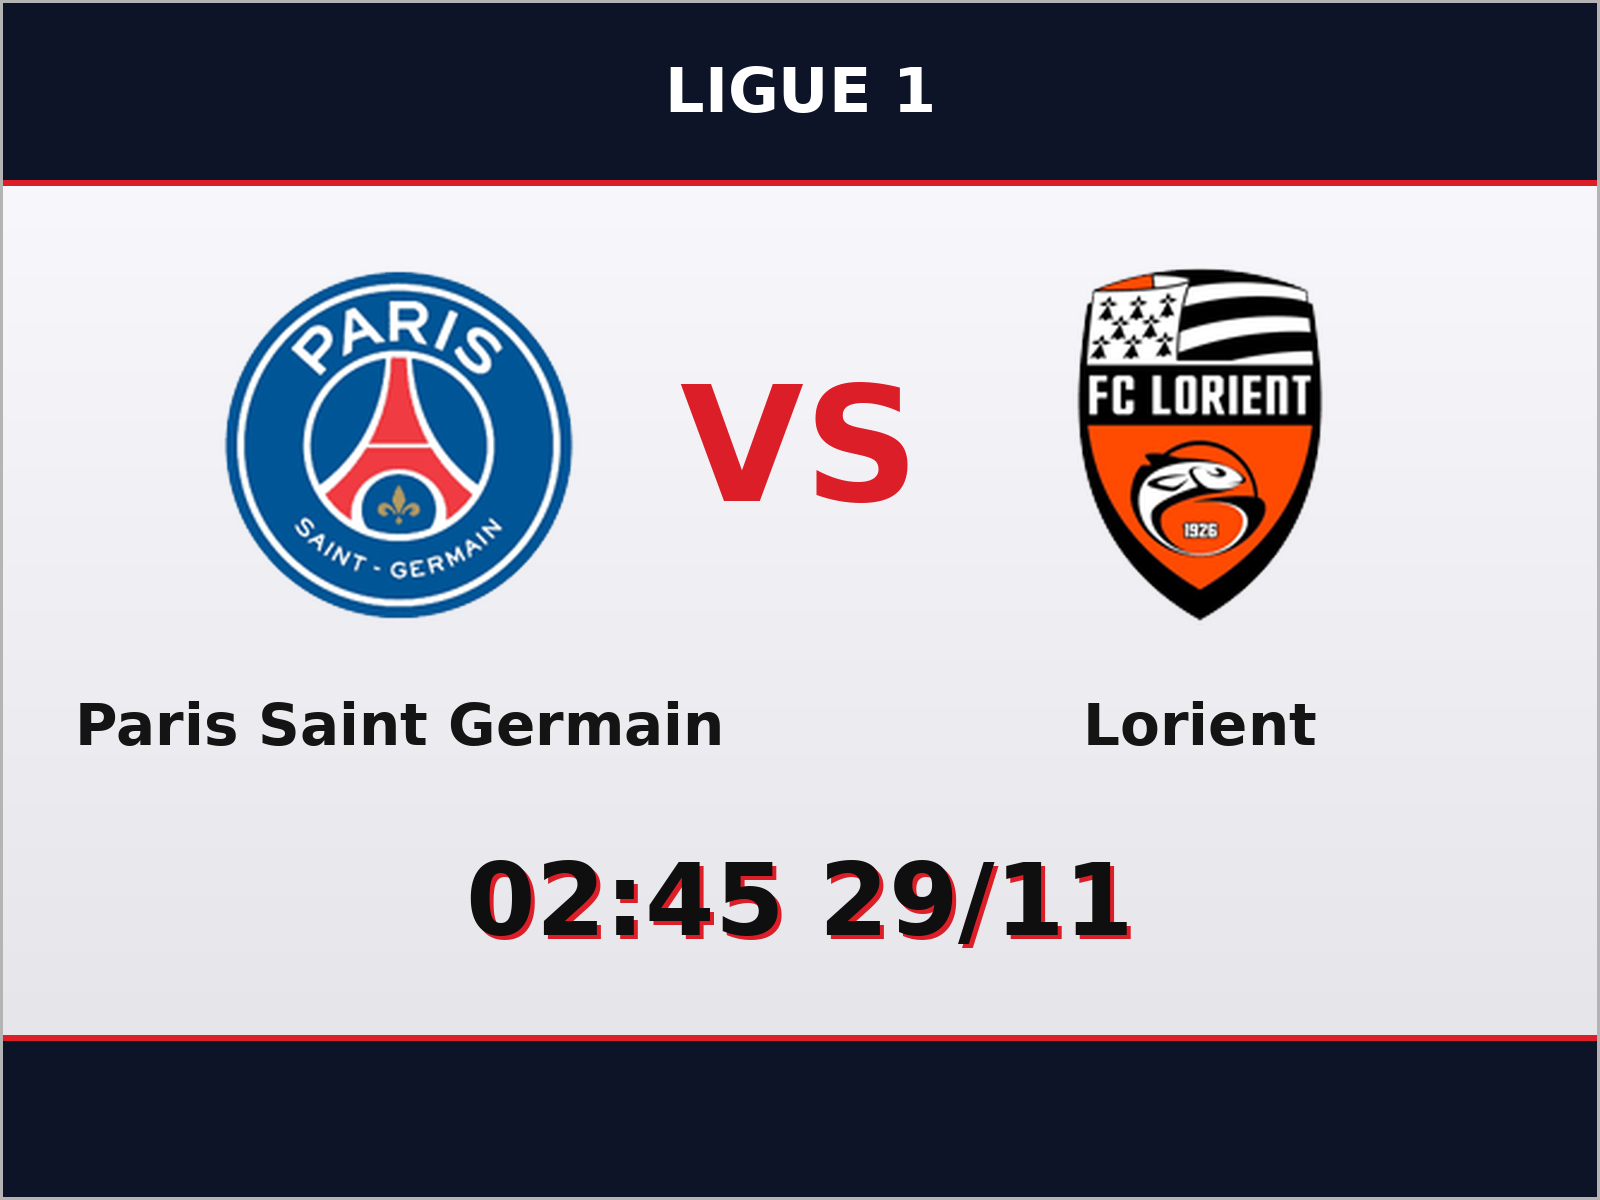 LIGUE 1
PARIS
SAINT - GERMAIN
VS
FC LORIENT
1926
Paris Saint Germain
Lorient
02:45 29/11